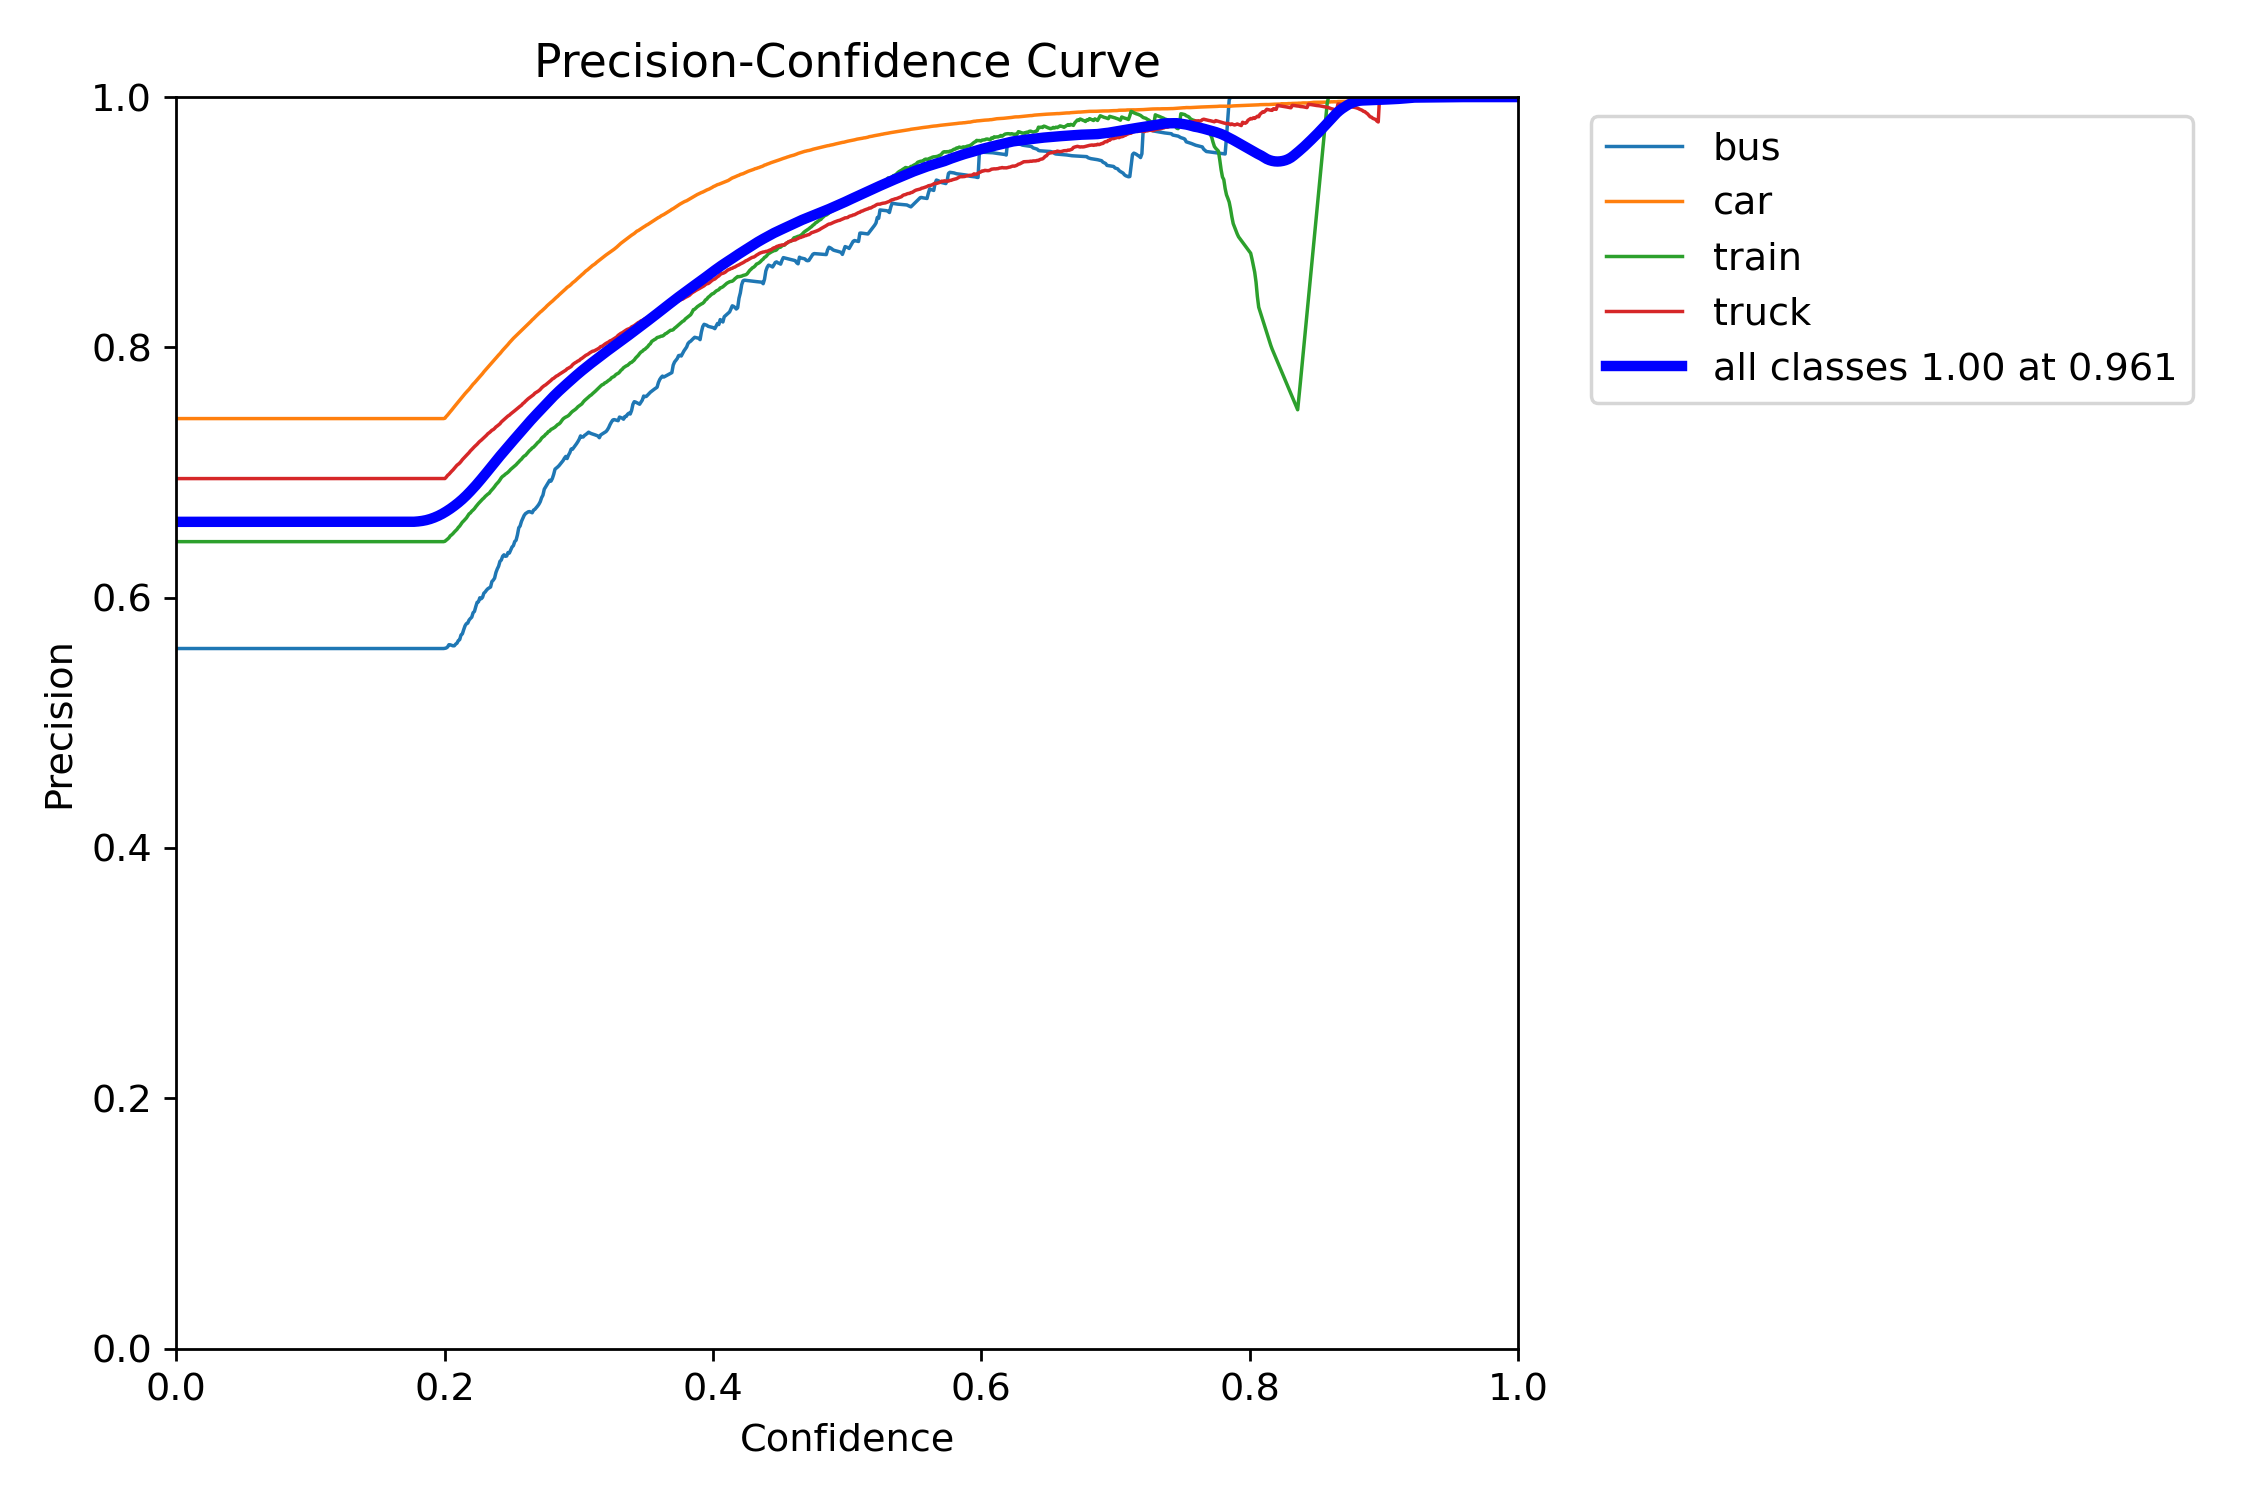 Precision-Confidence Curve
1.0
0.8
0.6
0.4
0.2
0.0
Precision
0.0 0.2 0.4 0.6 0.8 1.0
Confidence
bus
car
train
truck
all classes 1.00 at 0.961